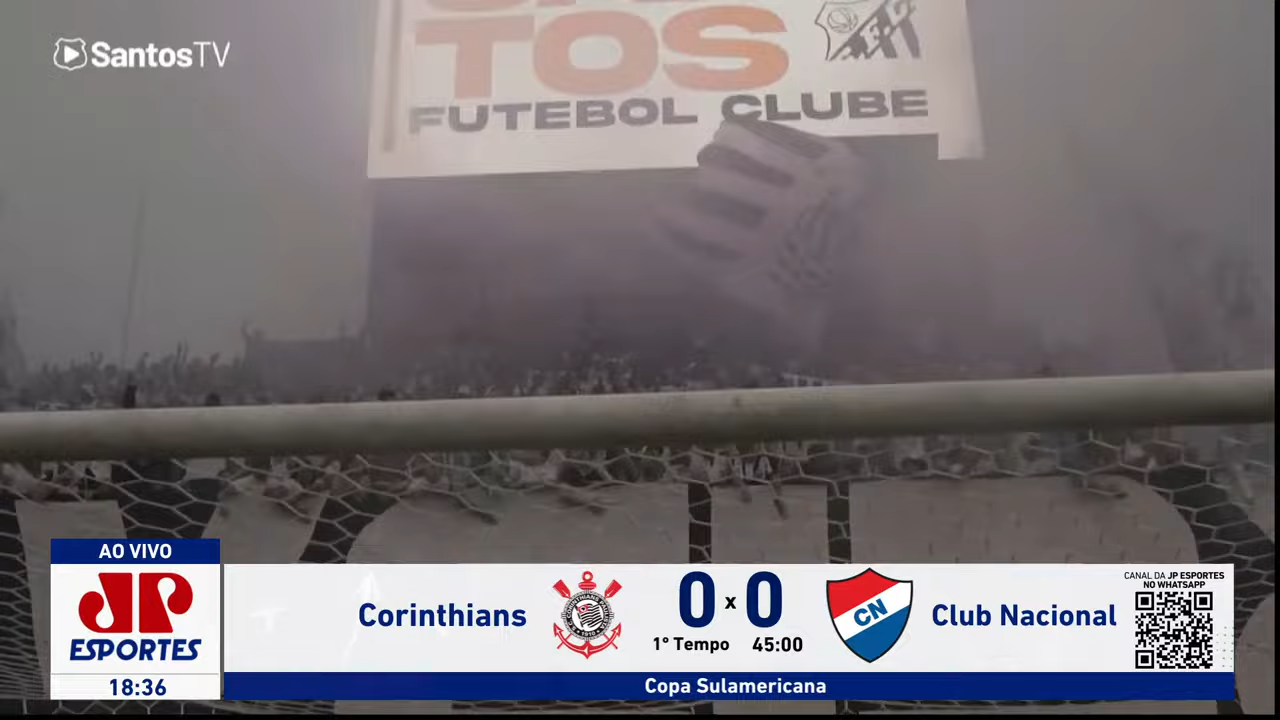 SantosTV
TOS
FUTEBOL CLUBE
AO VIVO
JP
ESPORTES
18:36
Corinthians
0 x 0
1° Tempo 45:00
CN
Club Nacional
CANAL DA JP ESPORTES
NO WHATSAPP
Copa Sulamericana